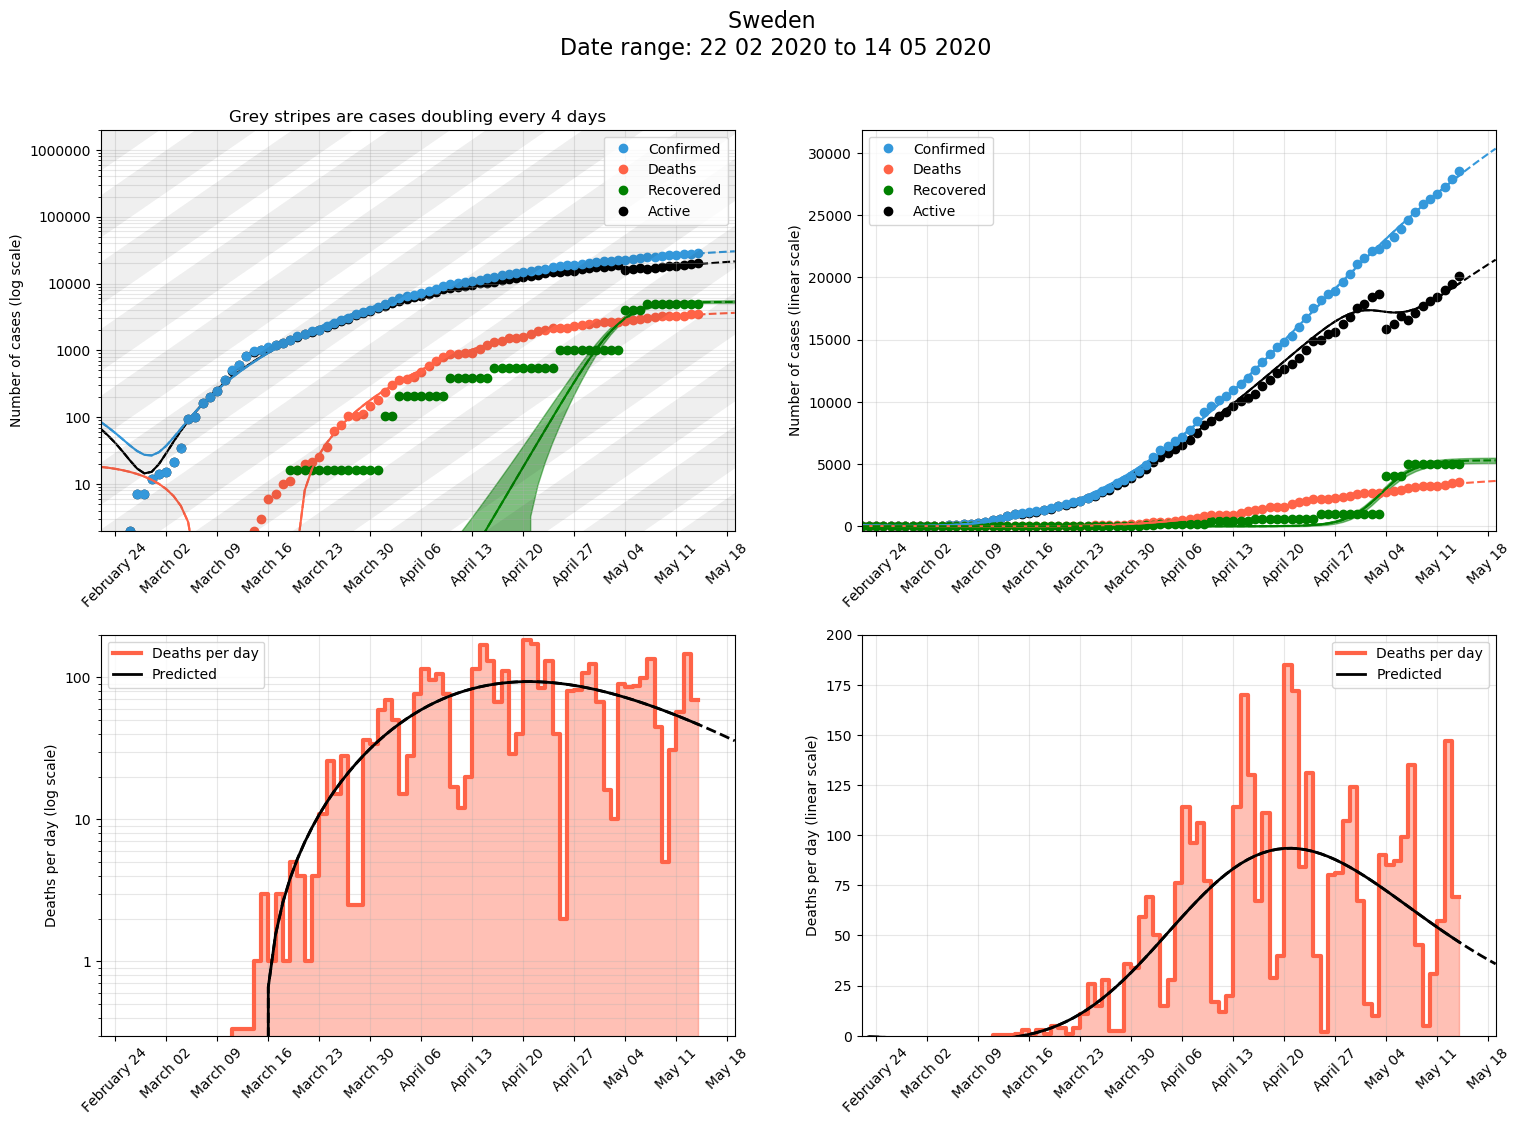 Sweden
Date range: 22 02 2020 to 14 05 2020
Grey stripes are cases doubling every 4 days
Number of cases (log scale)
1000000
100000
10000
1000
100
10
Confirmed
Deaths
Recovered
Active
February 24
March 02
March 09
March 16
March 23
March 30
April 06
April 13
April 20
April 27
May 04
May 11
May 18
Number of cases (linear scale)
30000
25000
20000
15000
10000
5000
0
Confirmed
Deaths
Recovered
Active
February 24
March 02
March 09
March 16
March 23
March 30
April 06
April 13
April 20
April 27
May 04
May 11
May 18
Deaths per day (log scale)
100
10
1
Deaths per day
Predicted
February 24
March 02
March 09
March 16
March 23
March 30
April 06
April 13
April 20
April 27
May 04
May 11
May 18
Deaths per day (linear scale)
200
175
150
125
100
75
50
25
0
Deaths per day
Predicted
February 24
March 02
March 09
March 16
March 23
March 30
April 06
April 13
April 20
April 27
May 04
May 11
May 18